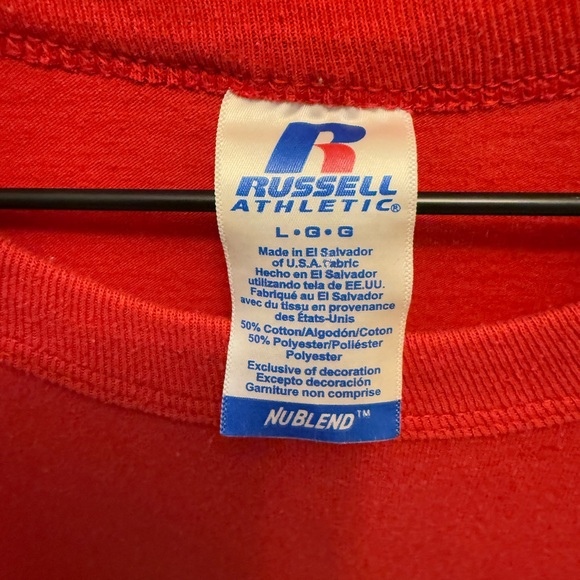 R
RUSSELL
ATHLETIC®
L•G•G
Made in El Salvador
of U.S.A. fabric
Hecho en El Salvador
utilizando tela de EE.UU.
Fabriqué au El Salvador
avec du tissu en provenance
des États-Unis
50% Cotton/Algodón/Coton
50% Polyester/Poliéster
Polyester
Exclusive of decoration
Excepto decoración
Garniture non comprise
NUBLEND™